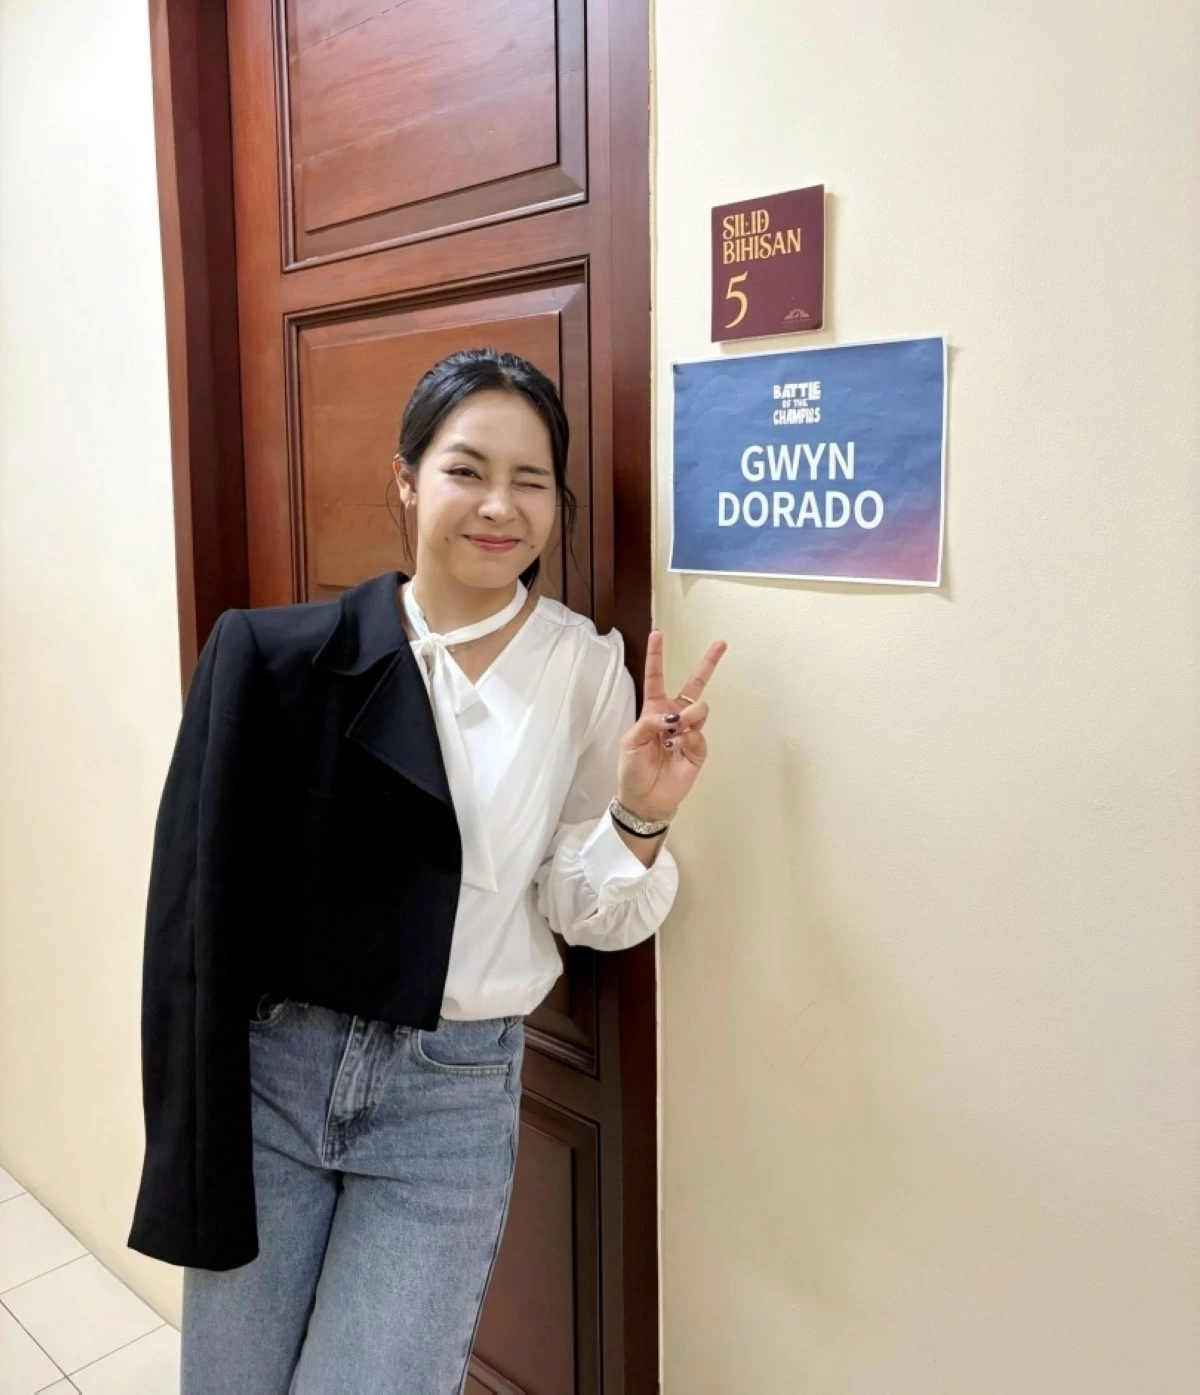 SILID
BIHISAN
5
BATTLE
OF THE
CHAMPIONS
GWYN
DORADO